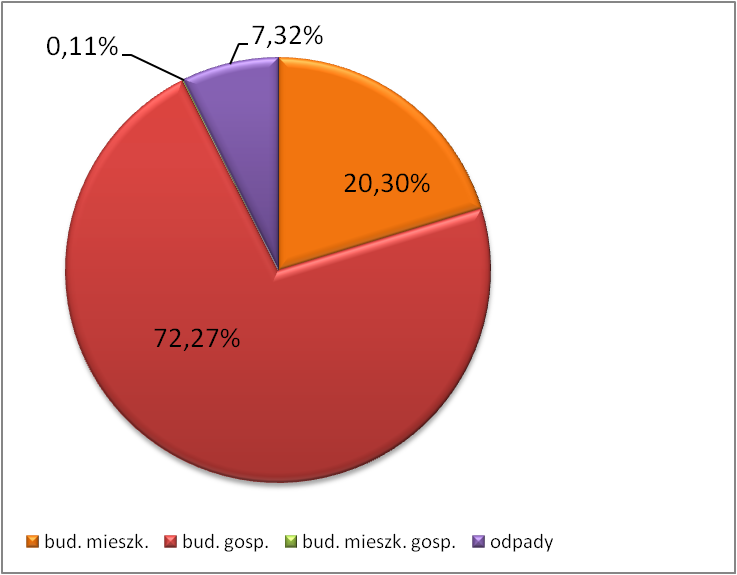 0,11%
7,32%
20,30%
72,27%
bud. mieszk. bud. gosp. bud. mieszk. gosp. odpady